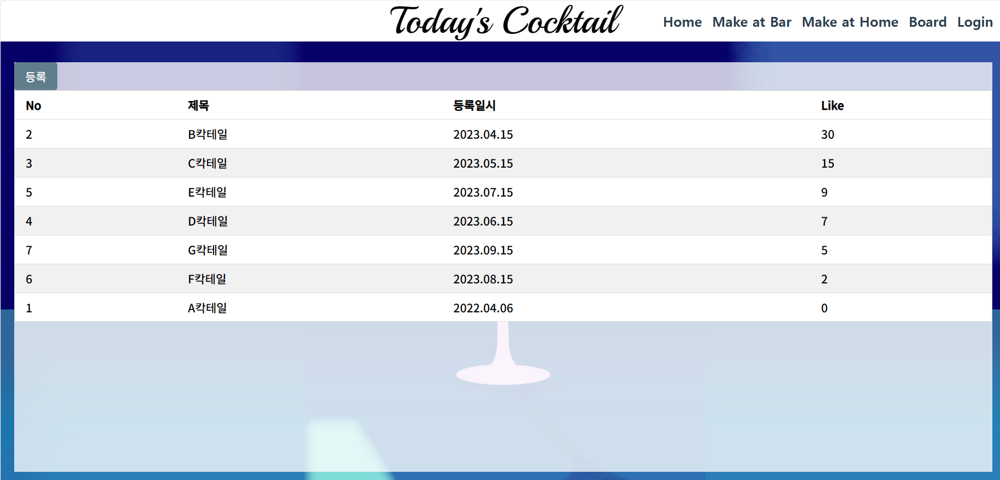 Today's Cocktail Home Make at Bar Make at Home Board Login
등록
No 제목 등록일시 Like
2 B칵테일 2023.04.15 30
3 C칵테일 2023.05.15 15
5 E칵테일 2023.07.15 9
4 D칵테일 2023.06.15 7
7 G칵테일 2023.09.15 5
6 F칵테일 2023.08.15 2
1 A칵테일 2022.04.06 0